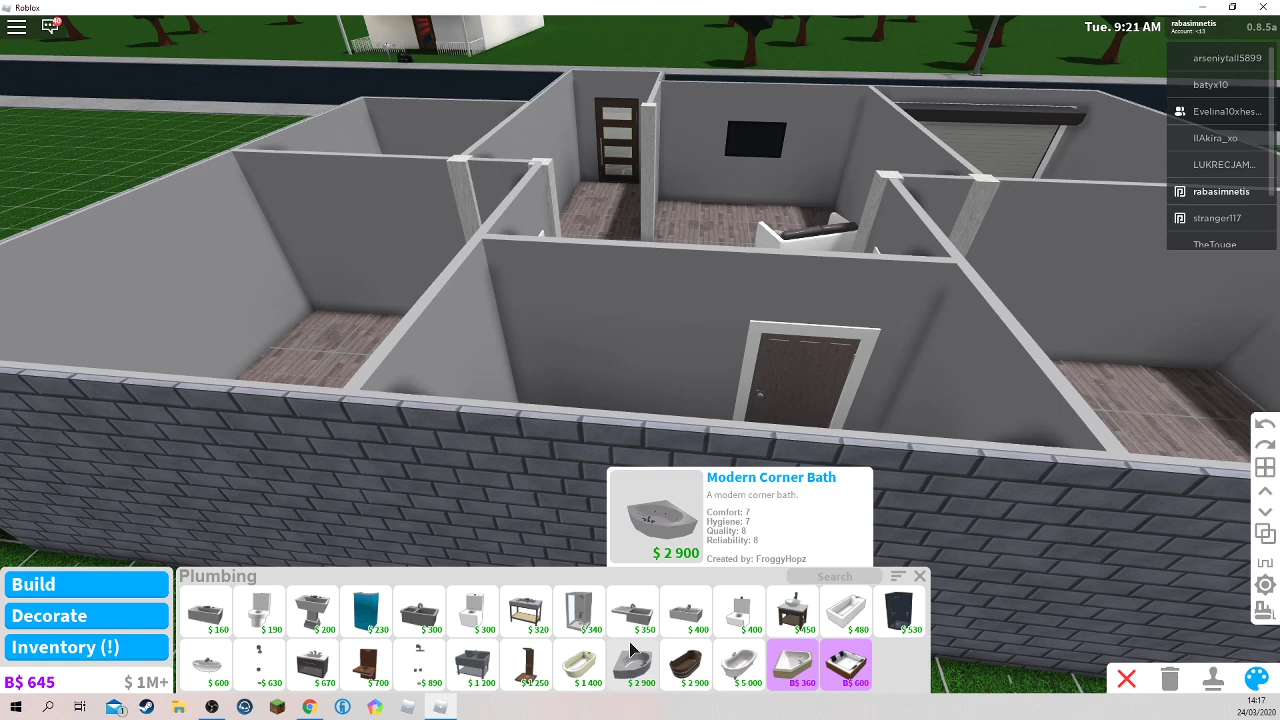 Roblox
40
Tue. 9:21 AM
rabasimnetis
Account: <13
0.8.5a
arseniytall5899
batyx10
Evelina10xhes...
IlAkira_xo
LUKRECJAM...
rabasimnetis
stranger117
TheTouge
Modern Corner Bath
A modern corner bath.
Comfort: 7
Hygiene: 7
Quality: 8
Reliability: 8
$ 2 900
Created by: FroggyHopz
Build
Decorate
Inventory (!)
B$ 645
$ 1M+
Plumbing
Search
$ 160
$ 190
$ 200
$ 230
$ 300
$ 300
$ 320
$ 340
$ 350
$ 400
$ 400
$ 450
$ 480
$ 530
$ 600
$ 630
$ 670
$ 700
$ 890
$ 1 200
$ 1 250
$ 1 400
$ 2 900
$ 2 900
$ 5 000
B$ 360
B$ 600
14:17
24/03/2020